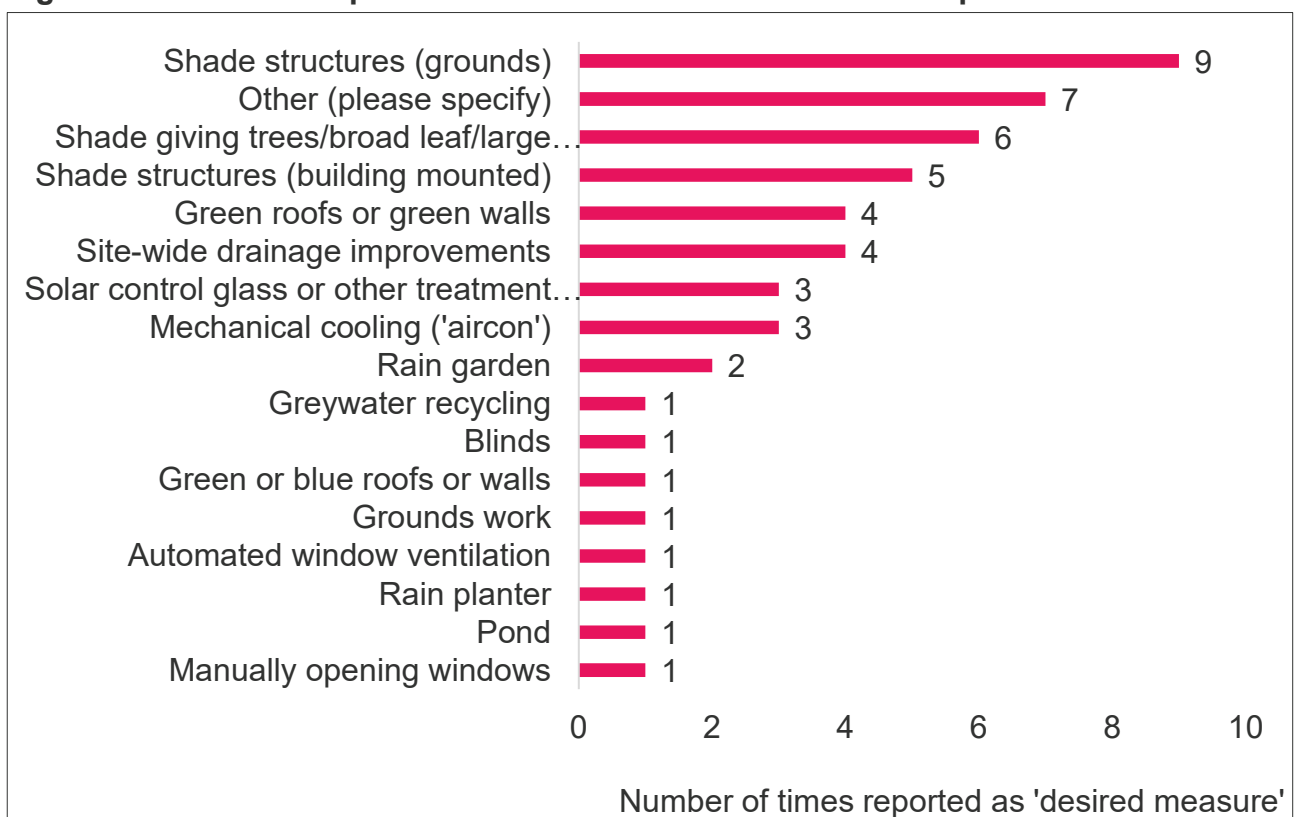 Shade structures (grounds) 9
Other (please specify) 7
Shade giving trees/broad leaf/large… 6
Shade structures (building mounted) 5
Green roofs or green walls 4
Site-wide drainage improvements 4
Solar control glass or other treatment… 3
Mechanical cooling ('aircon') 3
Rain garden 2
Greywater recycling 1
Blinds 1
Green or blue roofs or walls 1
Grounds work 1
Automated window ventilation 1
Rain planter 1
Pond 1
Manually opening windows 1
0 2 4 6 8 10
Number of times reported as 'desired measure'